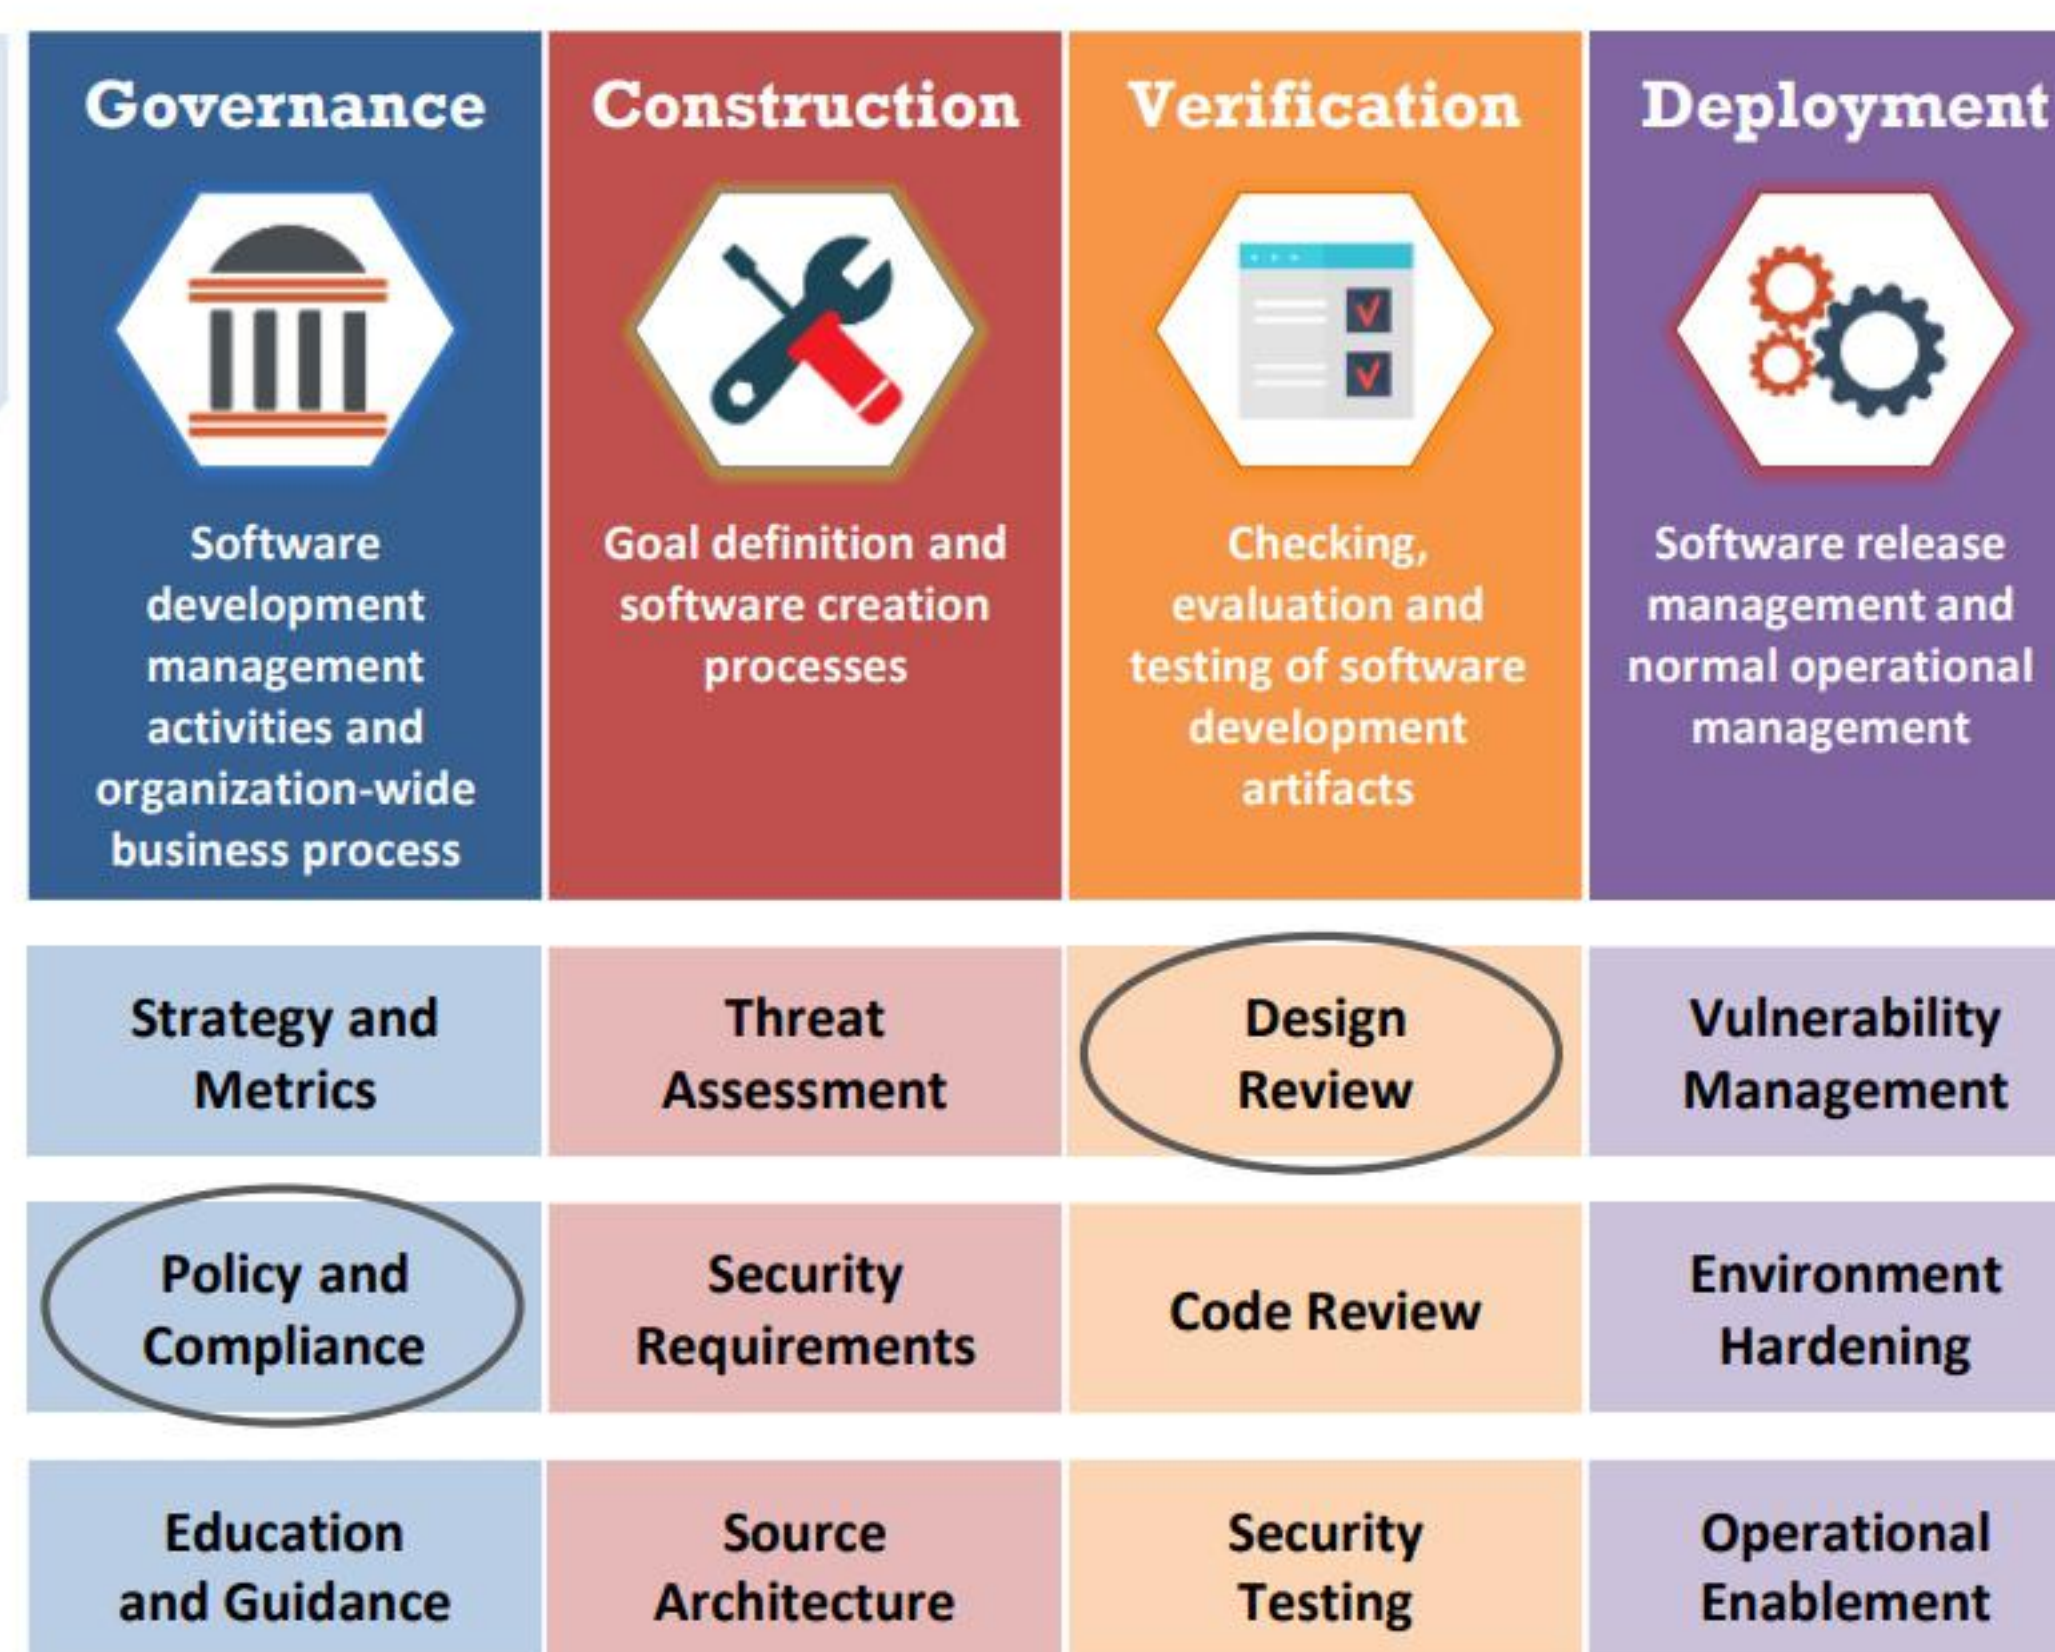 Governance
Software
development
management
activities and
organization-wide
business process
Construction
Goal definition and
software creation
processes
Verification
Checking,
evaluation and
testing of software
development
artifacts
Deployment
Software release
management and
normal operational
management
Strategy and
Metrics
Threat
Assessment
Design
Review
Vulnerability
Management
Policy and
Compliance
Security
Requirements
Code Review
Environment
Hardening
Education
and Guidance
Source
Architecture
Security
Testing
Operational
Enablement